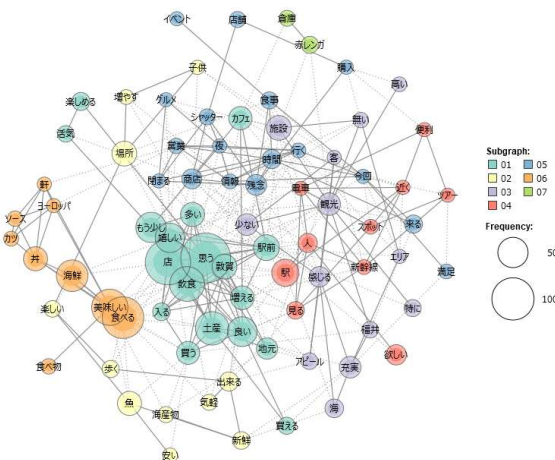 イベント
店舗
倉庫
赤レンガ
子供
購入
高い
楽しめる
増やす
グルメ
食事
シャッター
カフェ
施設
無い
便利
活気
場所
営業
夜
時間
行く
客
閉まる
商店
情報
残念
電車
今回
近く
ツアー
軒
ヨーロッパ
ソース
カツ
丼
多い
もう少し
嬉しい
少ない
観光
スポット
来る
店
思う
敦賀
駅前
人
エリア
海鮮
飲食
駅
感じる
新幹線
満足
美味しい
食べる
増える
見る
特に
楽しい
入る
土産
良い
福井
買う
地元
アピール
充実
欲しい
食べ物
歩く
出来る
魚
海産物
気軽
海
新鮮
買える
安い
Subgraph:
01
02
03
04
05
06
07
Frequency:
50
100